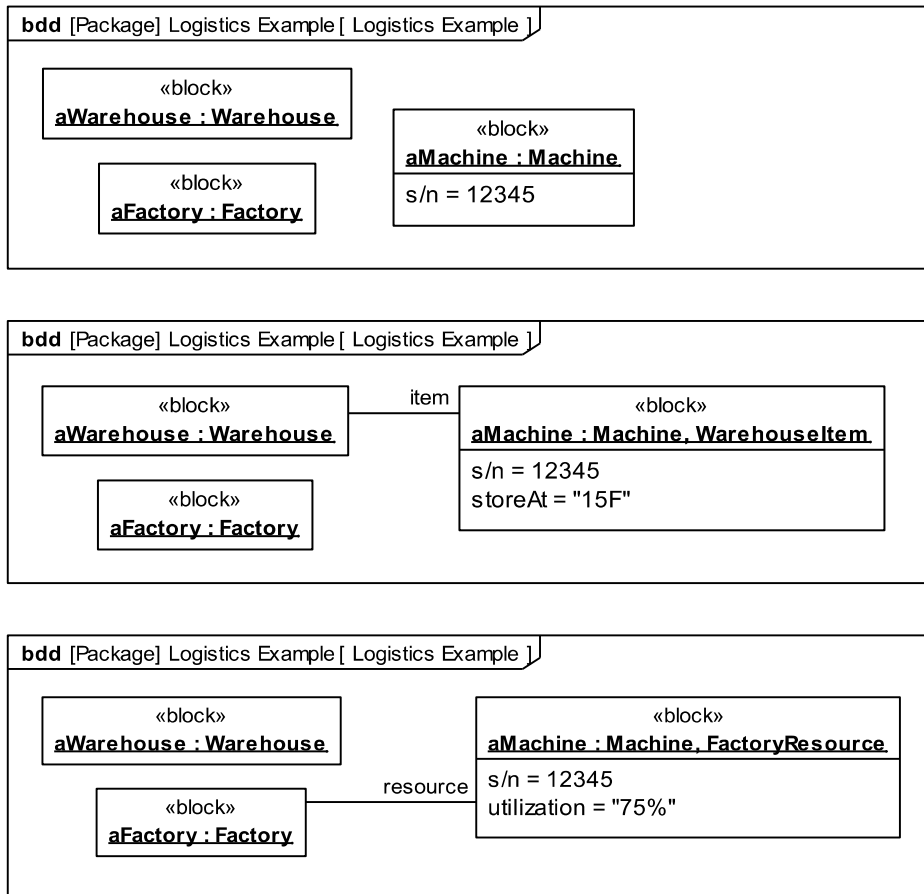 bdd [Package] Logistics Example [ Logistics Example ]
«block»
aWarehouse : Warehouse
«block»
aMachine : Machine
s/n = 12345
«block»
aFactory : Factory
bdd [Package] Logistics Example [ Logistics Example ]
«block»
aWarehouse : Warehouse
item
«block»
aMachine : Machine, WarehouseItem
s/n = 12345
storeAt = "15F"
«block»
aFactory : Factory
bdd [Package] Logistics Example [ Logistics Example ]
«block»
aWarehouse : Warehouse
«block»
aMachine : Machine, FactoryResource
s/n = 12345
utilization = "75%"
resource
«block»
aFactory : Factory